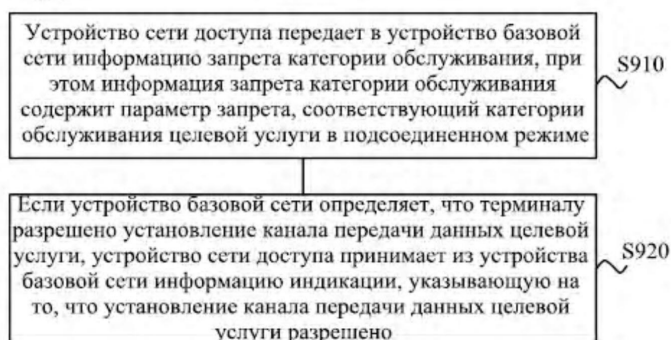 Устройство сети доступа передает в устройство базовой
сети информацию запрета категории обслуживания, при
этом информация запрета категории обслуживания
содержит параметр запрета, соответствующий категории
обслуживания целевой услуги в подсоединенном режиме
S910
Если устройство базовой сети определяет, что терминалу
разрешено установление канала передачи данных целевой
услуги, устройство сети доступа принимает из устройства
базовой сети информацию индикации, указывающую на
то, что установление канала передачи данных целевой
услуги разрешено
S920